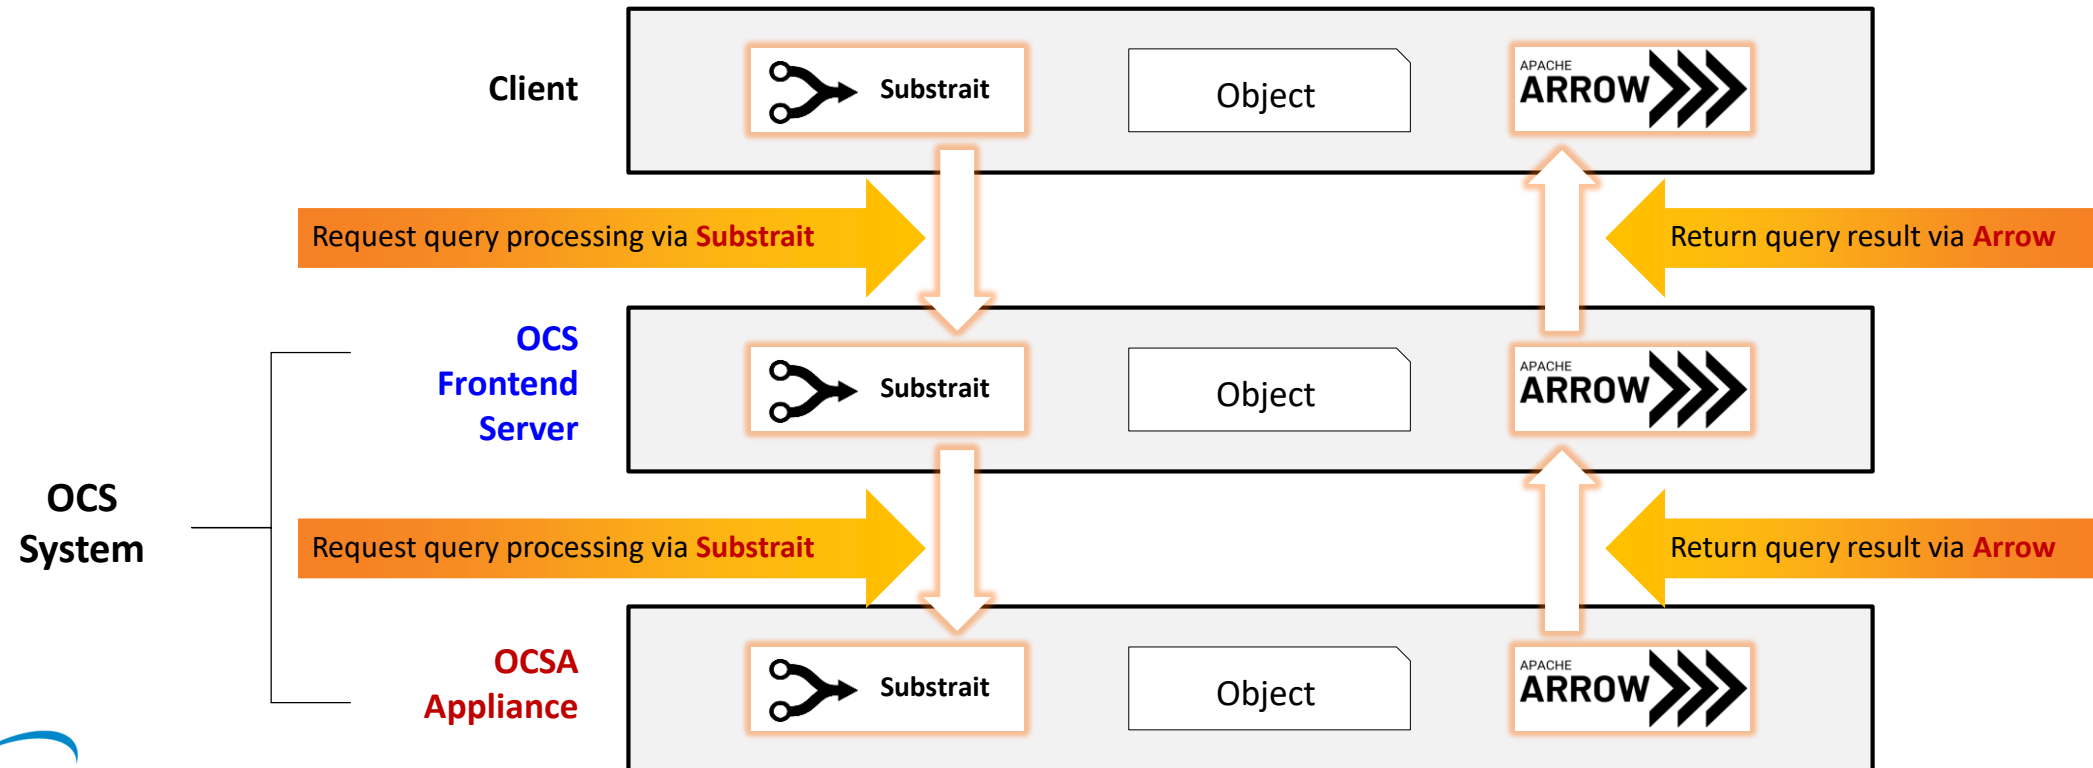 Client
Substrait
Object
APACHE
ARROW
Request query processing via Substrait
Return query result via Arrow
OCS
Frontend
Server
Substrait
Object
APACHE
ARROW
OCS
System
Request query processing via Substrait
Return query result via Arrow
OCSA
Appliance
Substrait
Object
APACHE
ARROW